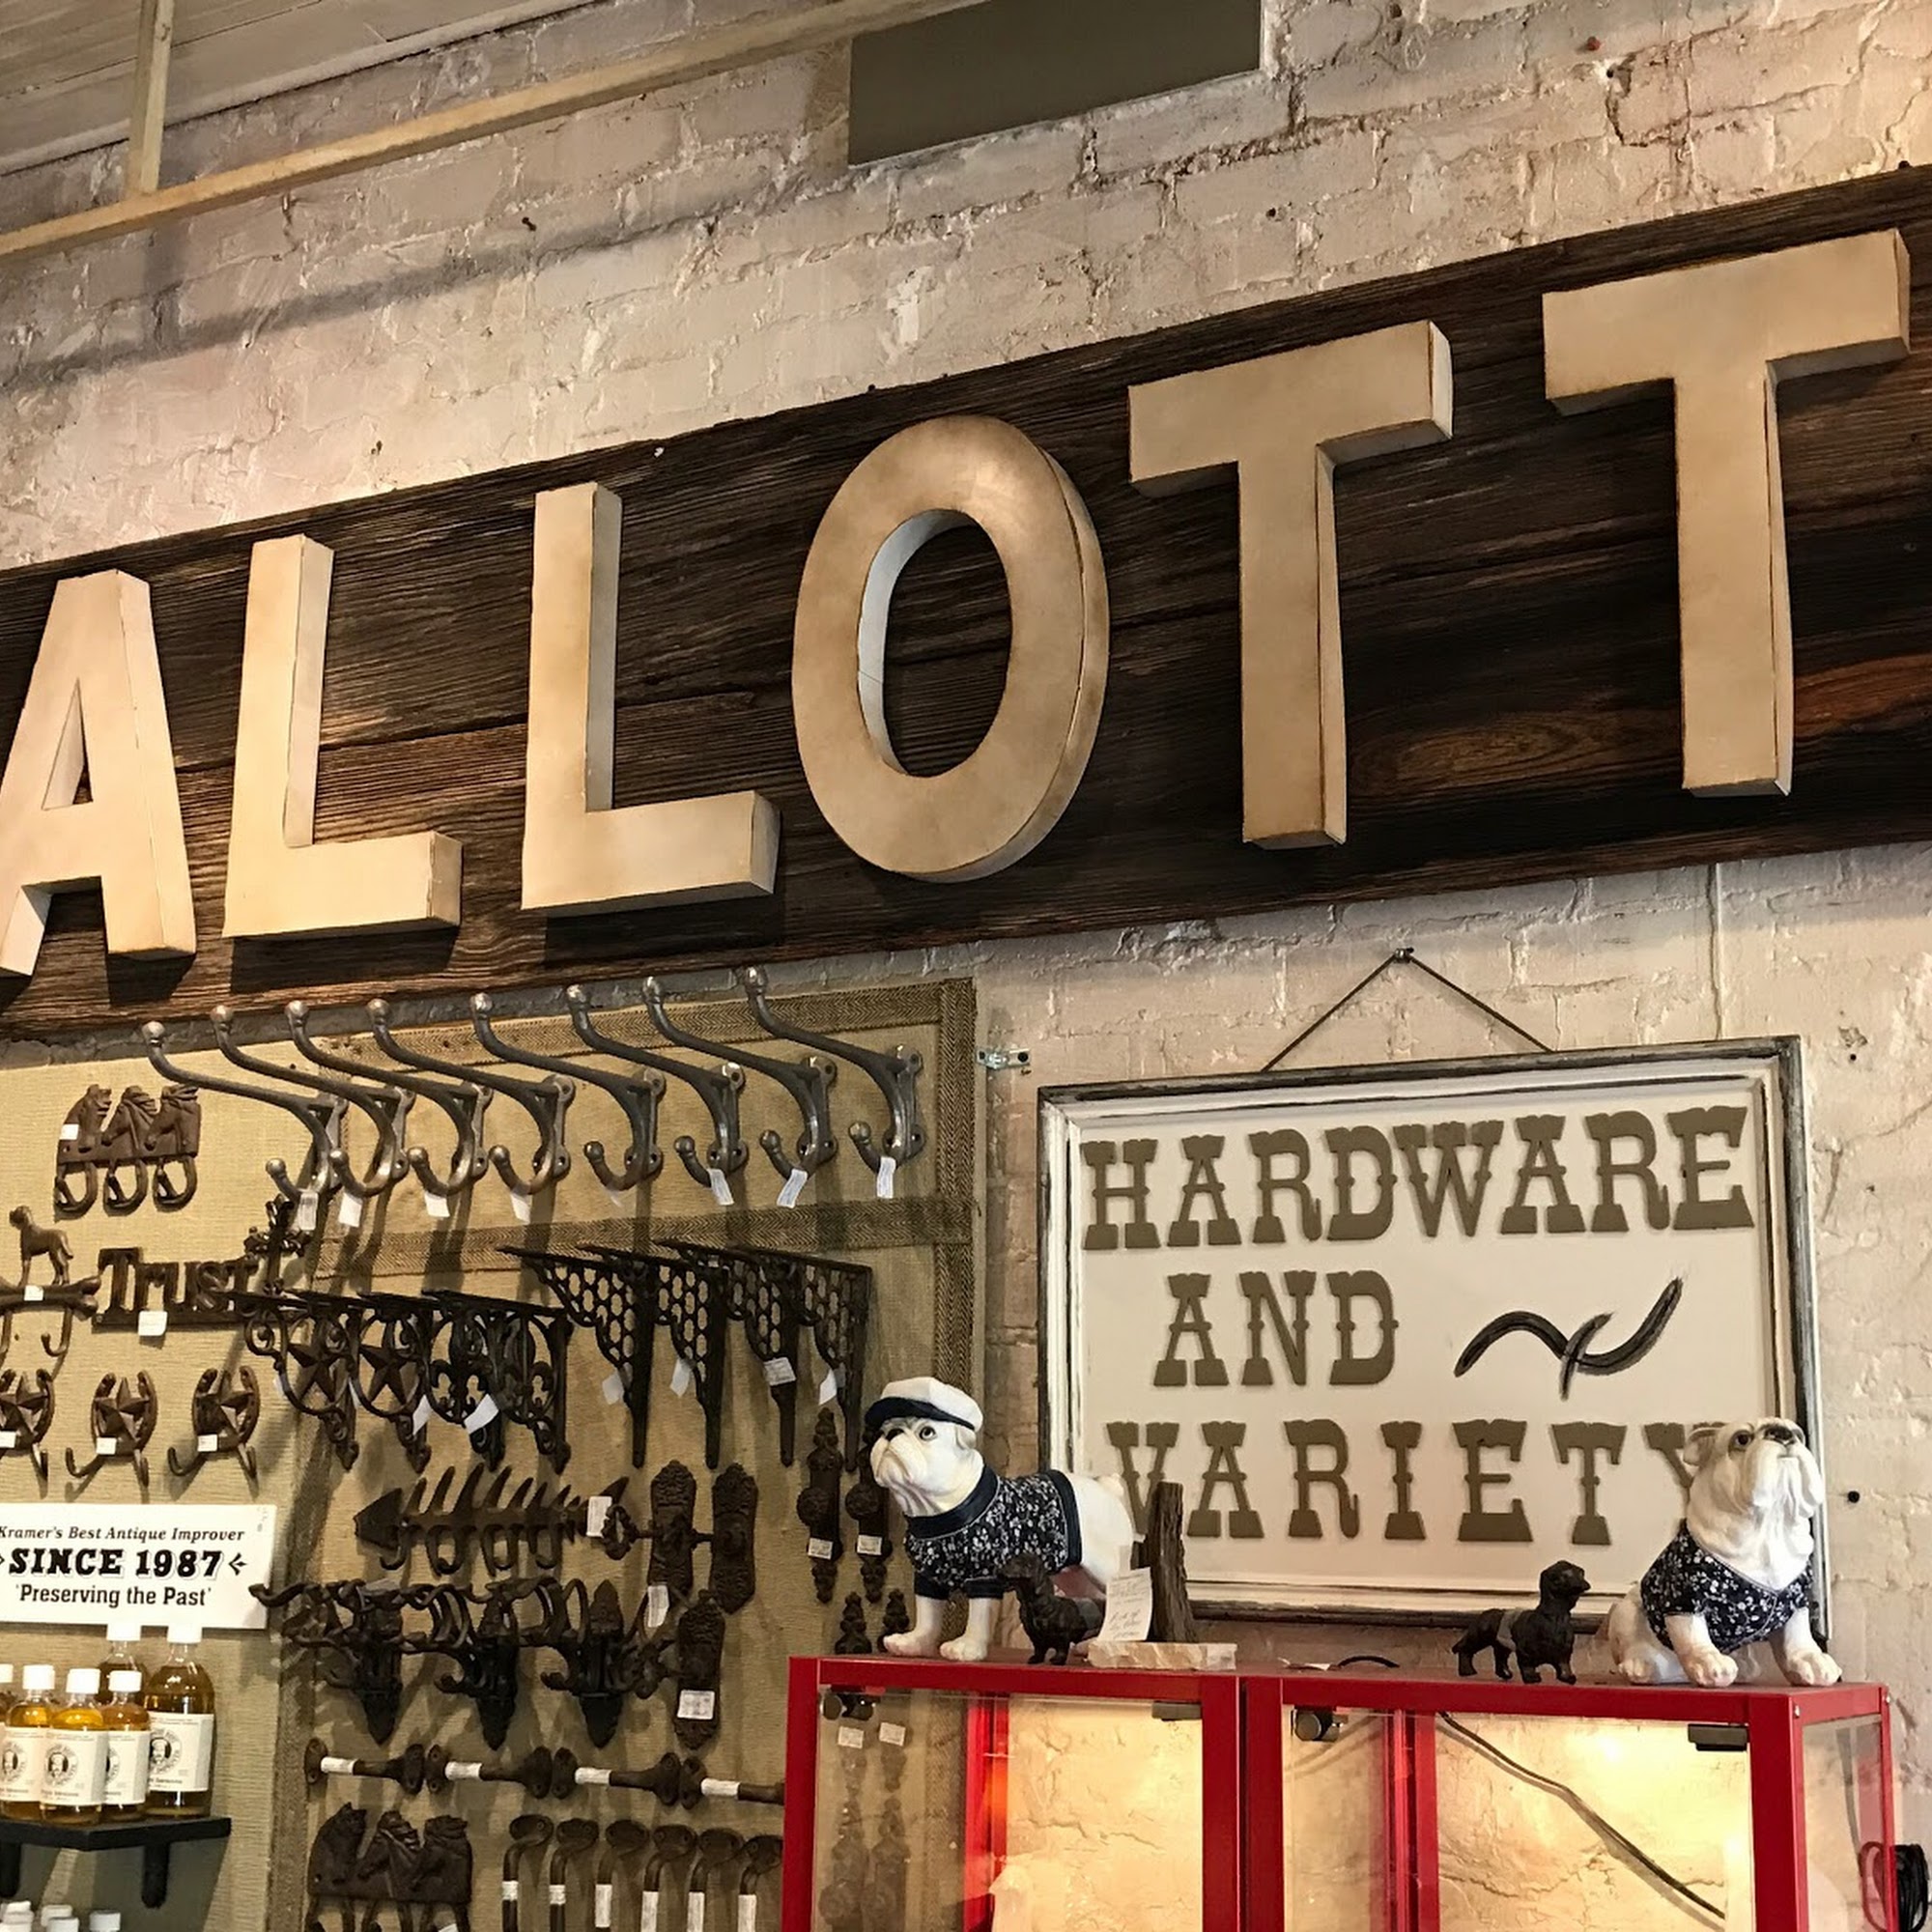 ALLOTT
HARDWARE
AND
VARIETY
Trust
Kramer's Best Antique Improver
SINCE 1987
'Preserving the Past'